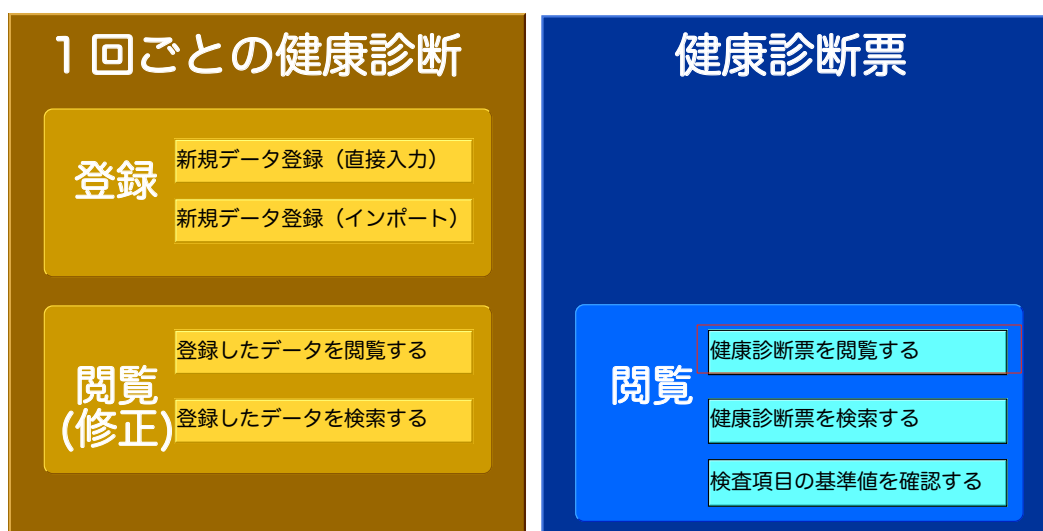 １回ごとの健康診断
登録
新規データ登録（直接入力）
新規データ登録（インポート）
閲覧
(修正)
登録したデータを閲覧する
登録したデータを検索する
健康診断票
閲覧
健康診断票を閲覧する
健康診断票を検索する
検査項目の基準値を確認する